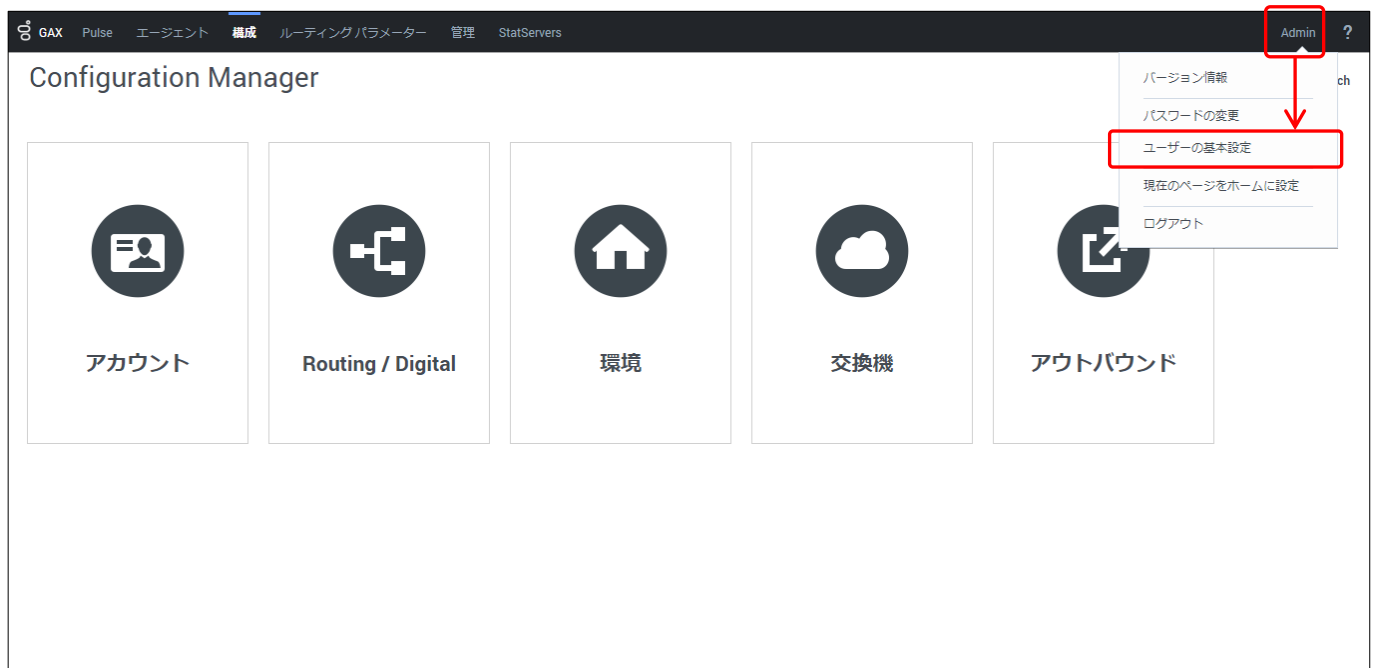 GAX Pulse エージェント 構成 ルーティング パラメーター 管理 StatServers Admin ?
Configuration Manager
ch
バージョン情報
パスワードの変更
ユーザーの基本設定
現在のページをホームに設定
ログアウト
アカウント
Routing / Digital
環境
交換機
アウトバウンド